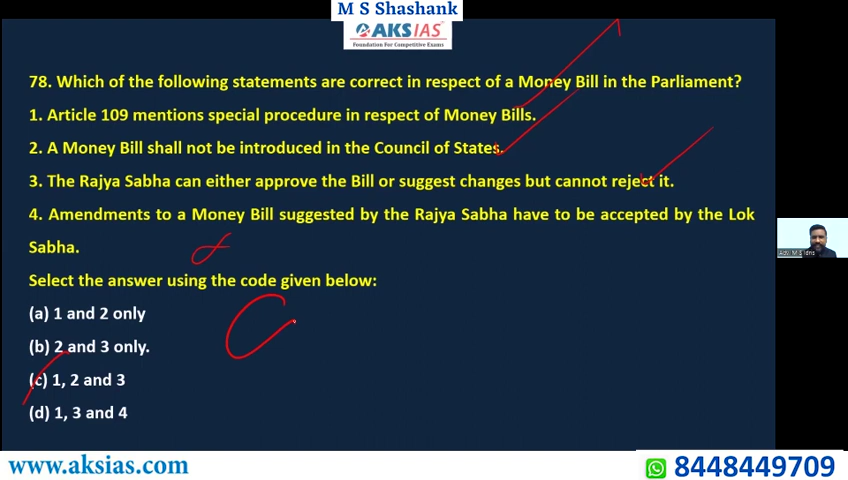 M S Shashank
AKSIAS
Foundation For Competitive Exams
78. Which of the following statements are correct in respect of a Money Bill in the Parliament?
1. Article 109 mentions special procedure in respect of Money Bills.
2. A Money Bill shall not be introduced in the Council of States.
3. The Rajya Sabha can either approve the Bill or suggest changes but cannot reject it.
4. Amendments to a Money Bill suggested by the Rajya Sabha have to be accepted by the Lok
Sabha.
Select the answer using the code given below:
(a) 1 and 2 only
(b) 2 and 3 only.
(c) 1, 2 and 3
(d) 1, 3 and 4
Adv. M S
www.aksias.com
8448449709